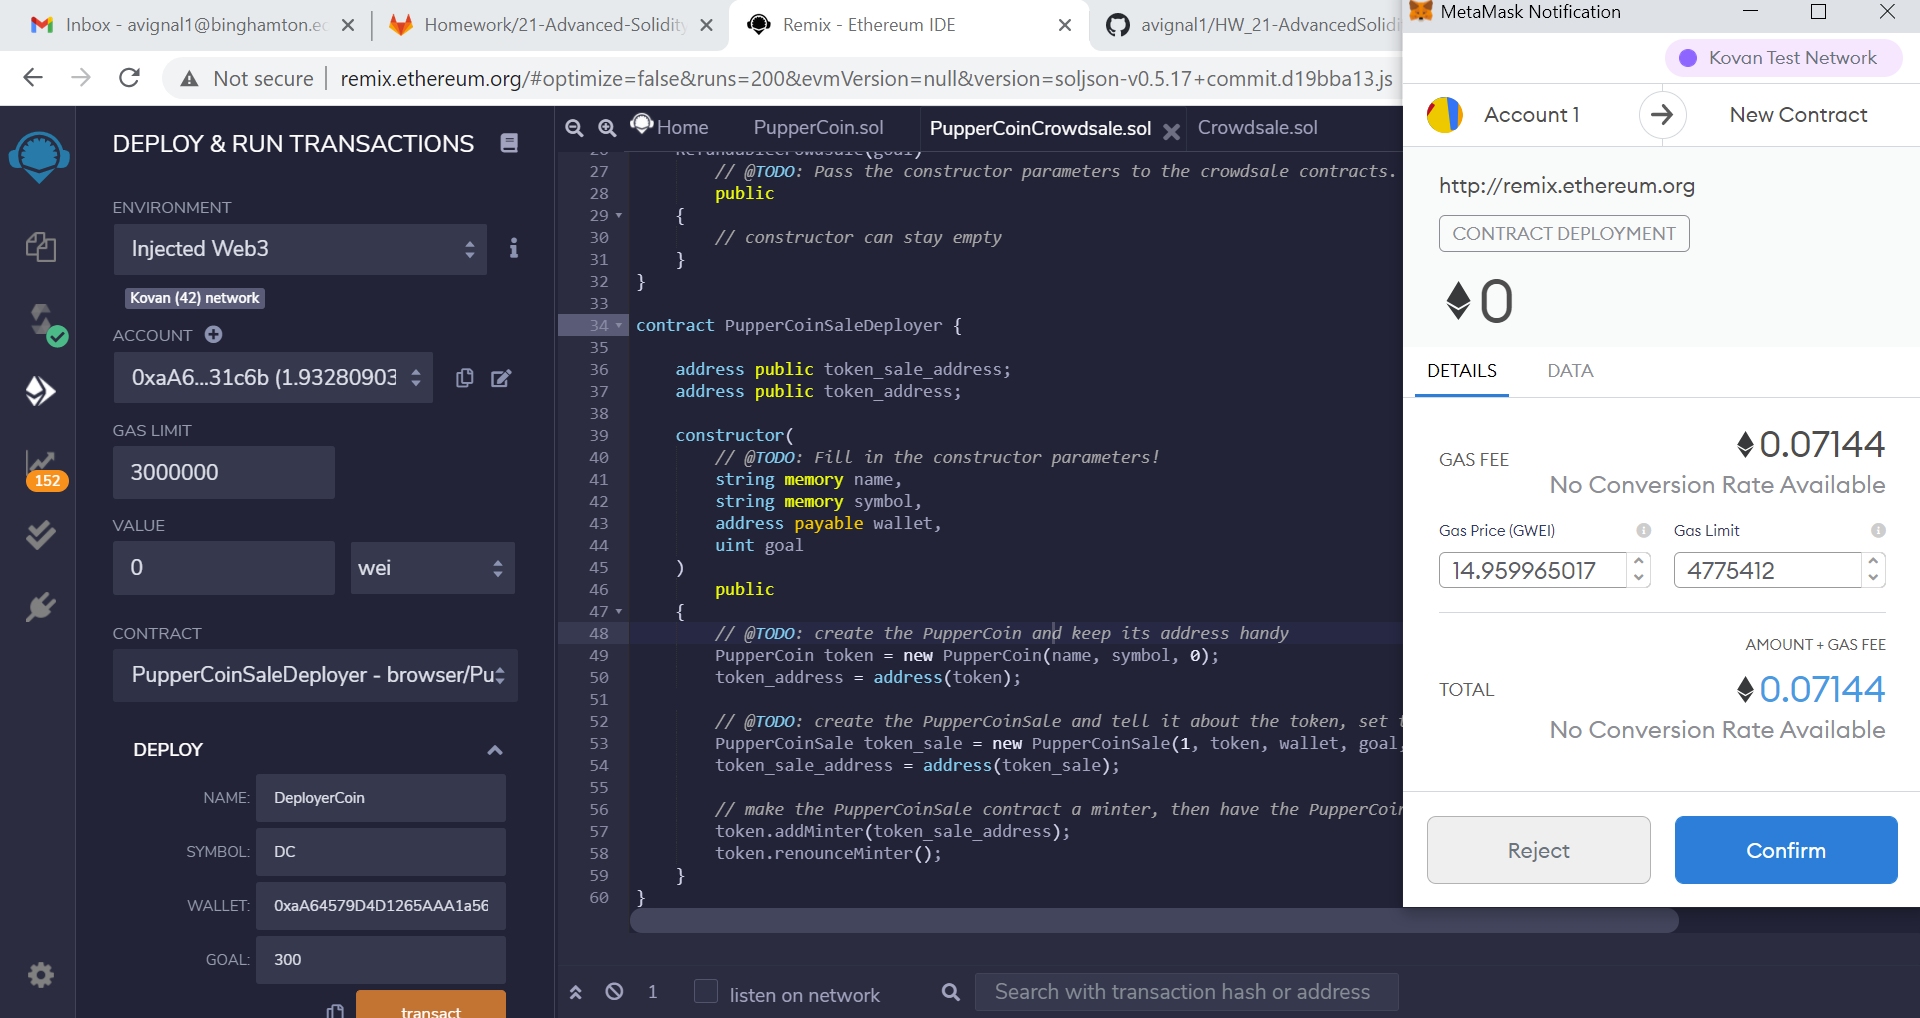 Inbox - avignal1@binghamton.ec
Homework/21-Advanced-Solidity
Remix - Ethereum IDE
avignal1/HW_21-AdvancedSolidi
Not secure
remix.ethereum.org/#optimize=false&runs=200&evmVersion=null&version=soljson-v0.5.17+commit.d19bba13.js
DEPLOY & RUN TRANSACTIONS
ENVIRONMENT
Injected Web3
Kovan (42) network
ACCOUNT
0xaA6...31c6b (1.93280903
GAS LIMIT
3000000
152
VALUE
0
wei
CONTRACT
PupperCoinSaleDeployer - browser/Pu
DEPLOY
NAME:
DeployerCoin
SYMBOL:
DC
WALLET:
0xaA64579D4D1265AAA1a56
GOAL:
300
transact
Home
PupperCoin.sol
PupperCoinCrowdsale.sol
Crowdsale.sol
26 RefundableCrowdsale(goal)
27 // @TODO: Pass the constructor parameters to the crowdsale contracts.
28 public
29 {
30 // constructor can stay empty
31 }
32 }
33
34 contract PupperCoinSaleDeployer {
35
36 address public token_sale_address;
37 address public token_address;
38
39 constructor(
40 // @TODO: Fill in the constructor parameters!
41 string memory name,
42 string memory symbol,
43 address payable wallet,
44 uint goal
45 )
46 public
47 {
48 // @TODO: create the PupperCoin and keep its address handy
49 PupperCoin token = new PupperCoin(name, symbol, 0);
50 token_address = address(token);
51
52 // @TODO: create the PupperCoinSale and tell it about the token, set t
53 PupperCoinSale token_sale = new PupperCoinSale(1, token, wallet, goal,
54 token_sale_address = address(token_sale);
55
56 // make the PupperCoinSale contract a minter, then have the PupperCoin
57 token.addMinter(token_sale_address);
58 token.renounceMinter();
59 }
60 }
1
listen on network
Search with transaction hash or address
MetaMask Notification
Kovan Test Network
Account 1
New Contract
http://remix.ethereum.org
CONTRACT DEPLOYMENT
0
DETAILS
DATA
GAS FEE
0.07144
No Conversion Rate Available
Gas Price (GWEI)
Gas Limit
14.959965017
4775412
AMOUNT + GAS FEE
TOTAL
0.07144
No Conversion Rate Available
Reject
Confirm